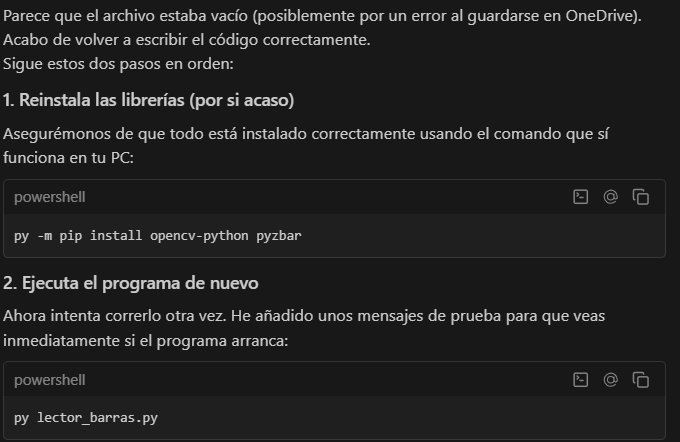 Parece que el archivo estaba vacío (posiblemente por un error al guardarse en OneDrive).
Acabo de volver a escribir el código correctamente.
Sigue estos dos pasos en orden:
1. Reinstala las librerías (por si acaso)
Asegurémonos de que todo está instalado correctamente usando el comando que sí
funciona en tu PC:
powershell
py -m pip install opencv-python pyzbar
2. Ejecuta el programa de nuevo
Ahora intenta correrlo otra vez. He añadido unos mensajes de prueba para que veas
inmediatamente si el programa arranca:
powershell
py lector_barras.py